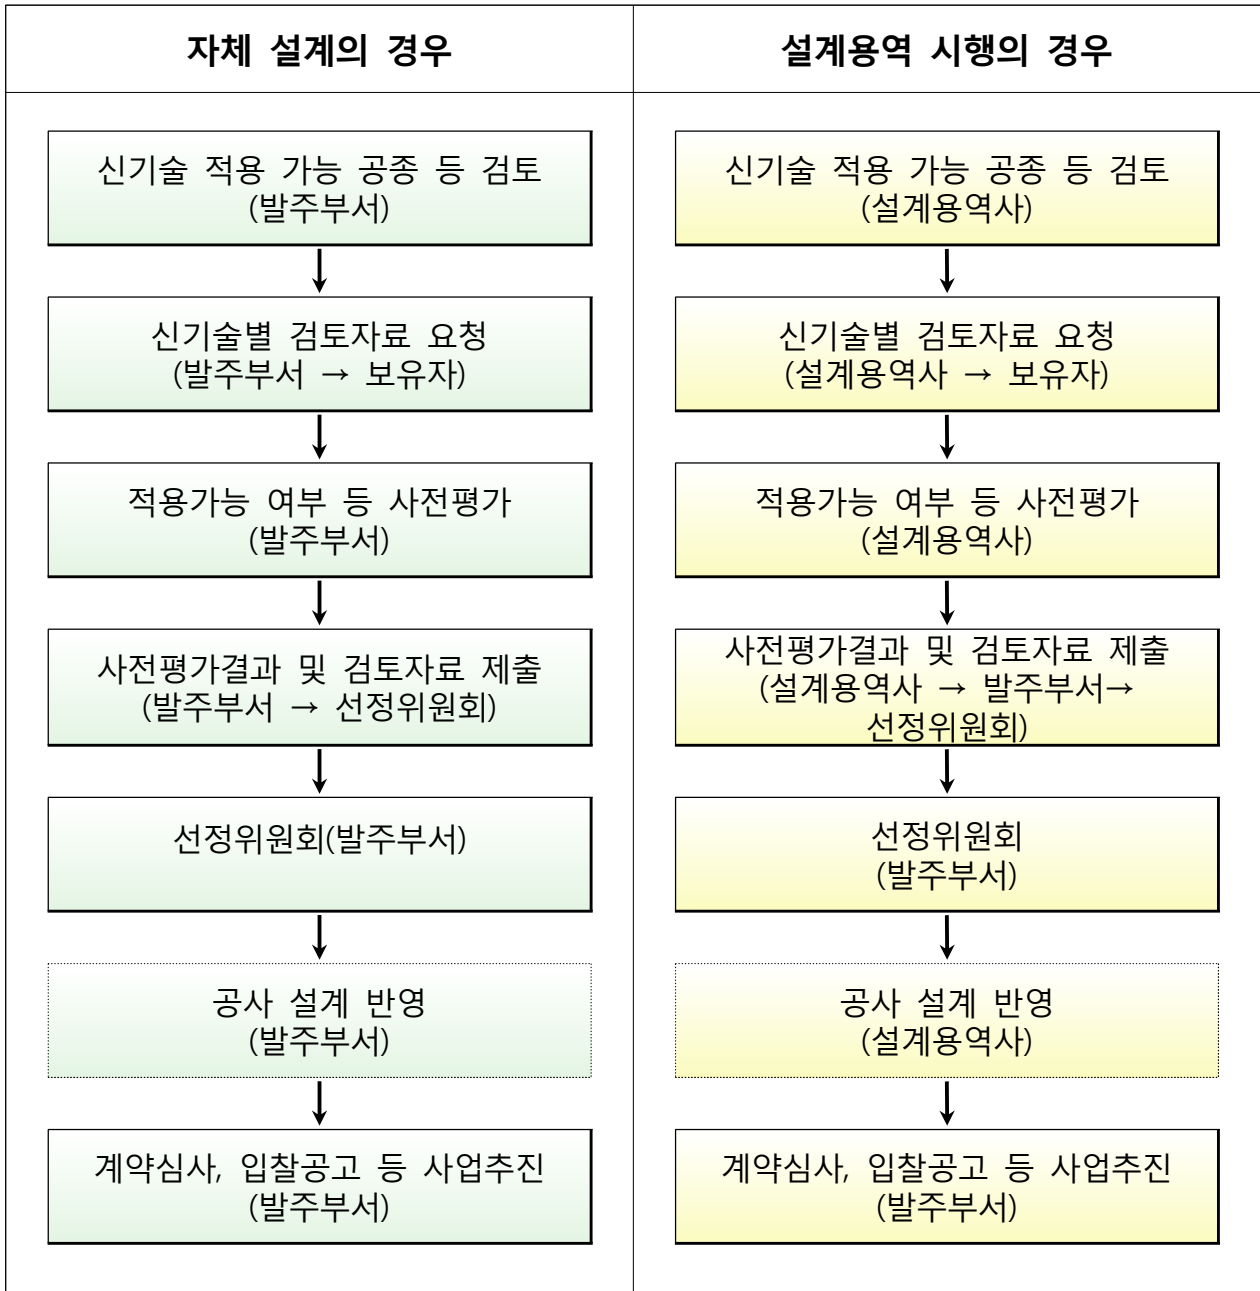 자체 설계의 경우
신기술 적용 가능 공종 등 검토
(발주부서)
신기술별 검토자료 요청
(발주부서 → 보유자)
적용가능 여부 등 사전평가
(발주부서)
사전평가결과 및 검토자료 제출
(발주부서 → 선정위원회)
선정위원회(발주부서)
공사 설계 반영
(발주부서)
계약심사, 입찰공고 등 사업추진
(발주부서)
설계용역 시행의 경우
신기술 적용 가능 공종 등 검토
(설계용역사)
신기술별 검토자료 요청
(설계용역사 → 보유자)
적용가능 여부 등 사전평가
(설계용역사)
사전평가결과 및 검토자료 제출
(설계용역사 → 발주부서→
선정위원회)
선정위원회
(발주부서)
공사 설계 반영
(설계용역사)
계약심사, 입찰공고 등 사업추진
(발주부서)